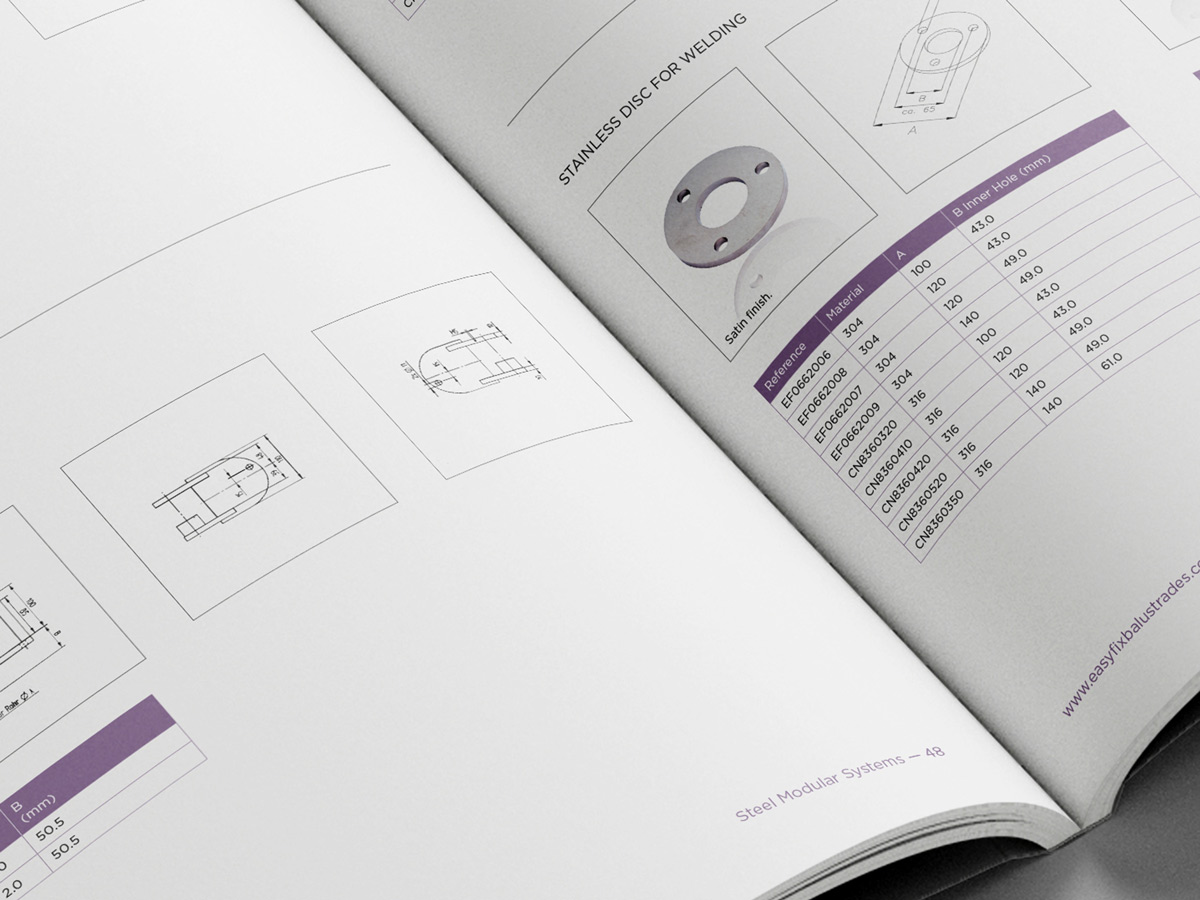 B
(mm)
50.5
2.0 50.5
Steel Modular Systems — 48
STAINLESS DISC FOR WELDING
Satin finish.
B
ca. 65
A
Reference Material A B Inner Hole (mm)
EF0662006 304 100 43.0
EF0662008 304 120 43.0
EF0662007 304 120 49.0
EF0662009 304 140 49.0
CN8360320 316 100 43.0
CN8360410 316 120 43.0
CN8360420 316 120 49.0
CN8360520 316 140 49.0
CN8360350 316 140 61.0
www.easyfixbalustrades.co